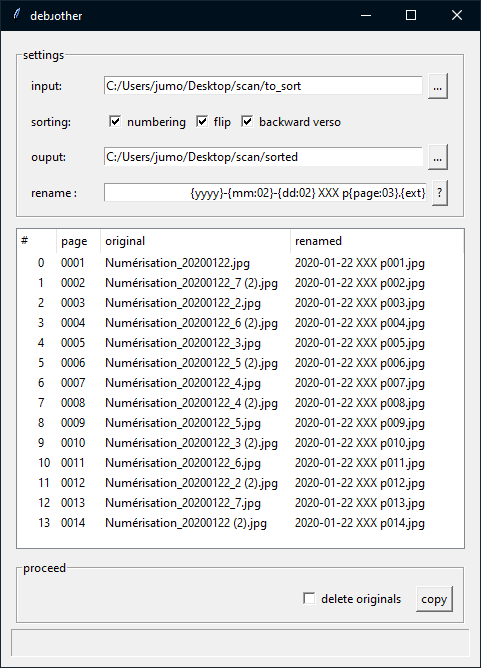 debuother
settings
input: C:/Users/jumo/Desktop/scan/to_sort ...
sorting: numbering flip backward verso
ouput: C:/Users/jumo/Desktop/scan/sorted ...
rename : {yyyy}-{mm:02}-{dd:02} XXX p{page:03}.{ext} ?
# page original renamed
0 0001 Numérisation_20200122.jpg 2020-01-22 XXX p001.jpg
1 0002 Numérisation_20200122_7 (2).jpg 2020-01-22 XXX p002.jpg
2 0003 Numérisation_20200122_2.jpg 2020-01-22 XXX p003.jpg
3 0004 Numérisation_20200122_6 (2).jpg 2020-01-22 XXX p004.jpg
4 0005 Numérisation_20200122_3.jpg 2020-01-22 XXX p005.jpg
5 0006 Numérisation_20200122_5 (2).jpg 2020-01-22 XXX p006.jpg
6 0007 Numérisation_20200122_4.jpg 2020-01-22 XXX p007.jpg
7 0008 Numérisation_20200122_4 (2).jpg 2020-01-22 XXX p008.jpg
8 0009 Numérisation_20200122_5.jpg 2020-01-22 XXX p009.jpg
9 0010 Numérisation_20200122_3 (2).jpg 2020-01-22 XXX p010.jpg
10 0011 Numérisation_20200122_6.jpg 2020-01-22 XXX p011.jpg
11 0012 Numérisation_20200122_2 (2).jpg 2020-01-22 XXX p012.jpg
12 0013 Numérisation_20200122_7.jpg 2020-01-22 XXX p013.jpg
13 0014 Numérisation_20200122 (2).jpg 2020-01-22 XXX p014.jpg
proceed
delete originals copy